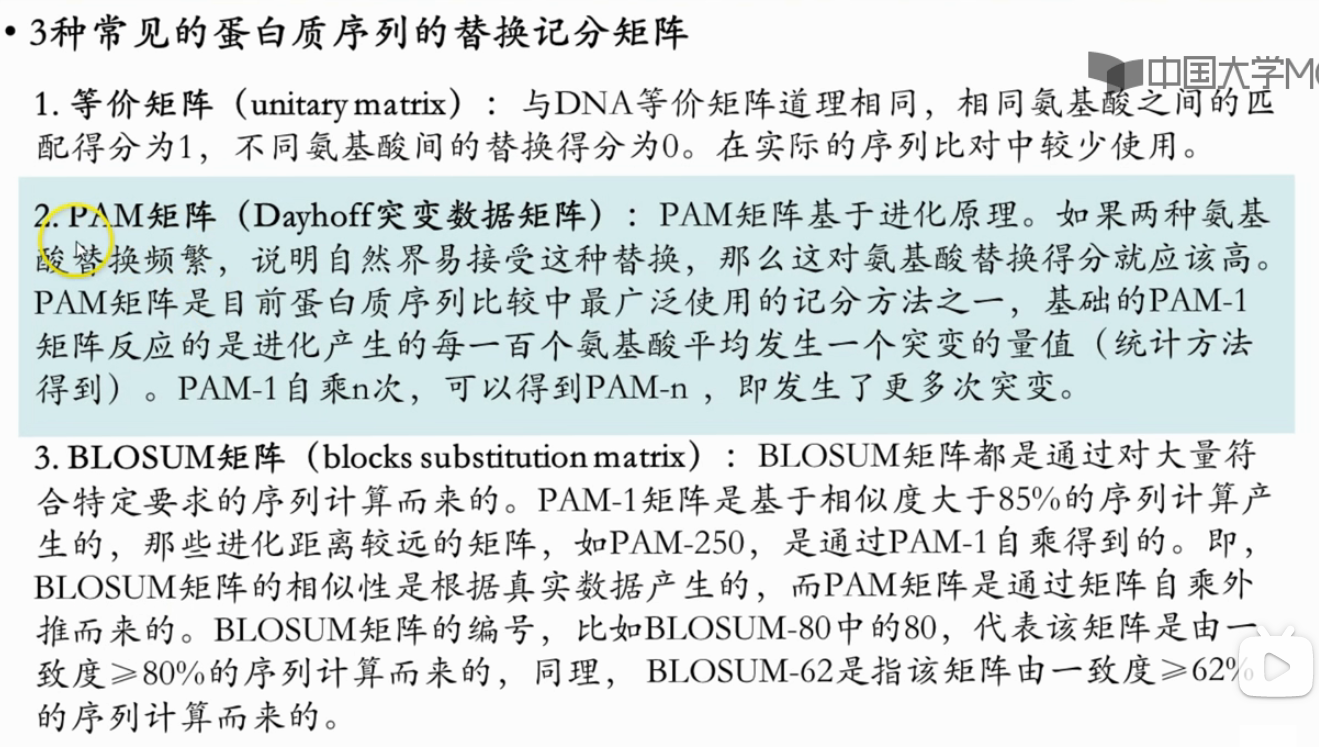 • 3种常见的蛋白质序列的替换记分矩阵
中国大学MO
1. 等价矩阵（unitary matrix）：与DNA等价矩阵道理相同，相同氨基酸之间的匹
配得分为1，不同氨基酸间的替换得分为0。在实际的序列比对中较少使用。
2. PAM矩阵（Dayhoff突变数据矩阵）：PAM矩阵基于进化原理。如果两种氨基
酸替换频繁，说明自然界易接受这种替换，那么这对氨基酸替换得分就应该高。
PAM矩阵是目前蛋白质序列比较中最广泛使用的记分方法之一，基础的PAM-1
矩阵反应的是进化产生的每一百个氨基酸平均发生一个突变的量值（统计方法
得到）。PAM-1自乘n次，可以得到PAM-n，即发生了更多次突变。
3. BLOSUM矩阵（blocks substitution matrix）：BLOSUM矩阵都是通过对大量符
合特定要求的序列计算而来的。PAM-1矩阵是基于相似度大于85%的序列计算产
生的，那些进化距离较远的矩阵，如PAM-250，是通过PAM-1自乘得到的。即，
BLOSUM矩阵的相似性是根据真实数据产生的，而PAM矩阵是通过矩阵自乘外
推而来的。BLOSUM矩阵的编号，比如BLOSUM-80中的80，代表该矩阵是由一
致度≥80%的序列计算而来的，同理，BLOSUM-62是指该矩阵由一致度≥62%
的序列计算而来的。